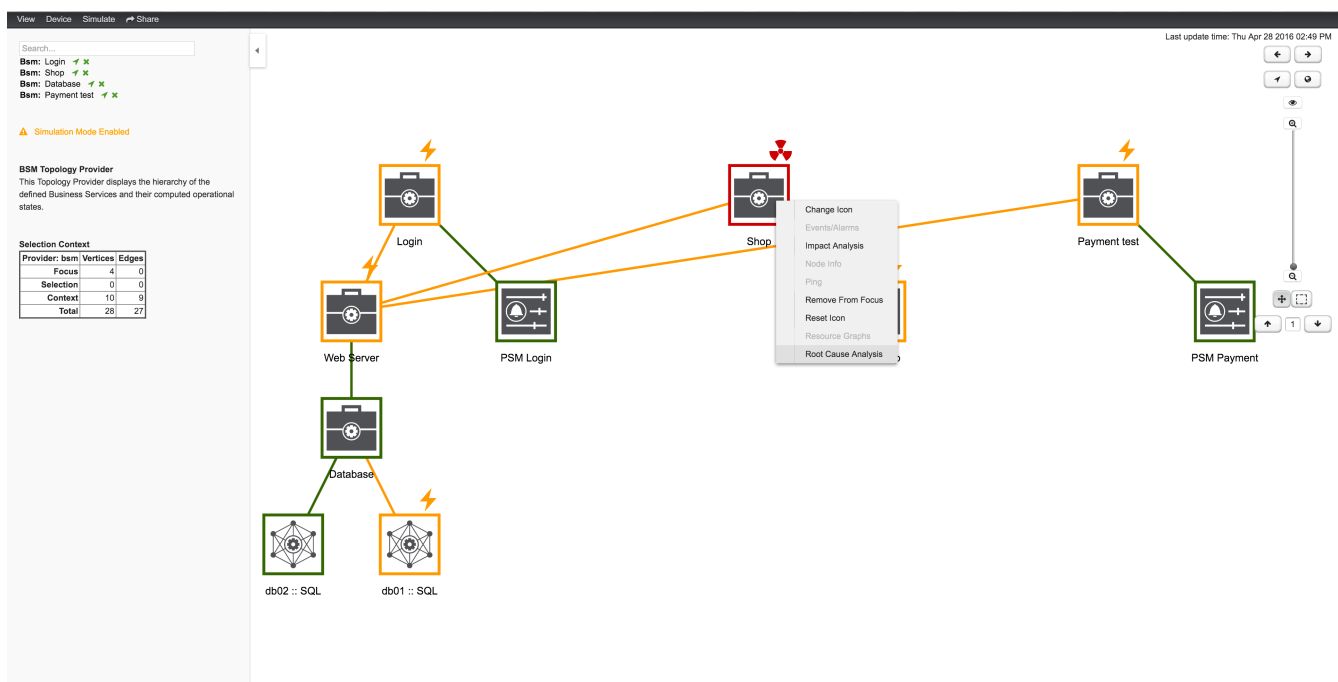 View Device Simulate Share
Last update time: Thu Apr 28 2016 02:49 PM
Search...
Bsm: Login
Bsm: Shop
Bsm: Database
Bsm: Payment test
Simulation Mode Enabled
BSM Topology Provider
This Topology Provider displays the hierarchy of the
defined Business Services and their computed operational
states.
Selection Context
Provider: bsm Vertices Edges
Focus 4 0
Selection 0 0
Context 10 9
Total 28 27
Login
Shop
Payment test
Change Icon
Events/Alarms
Impact Analysis
Node Info
Ping
Remove From Focus
Reset Icon
Resource Graphs
Root Cause Analysis
1
Web Server
PSM Login
PSM Payment
Database
db02 :: SQL
db01 :: SQL